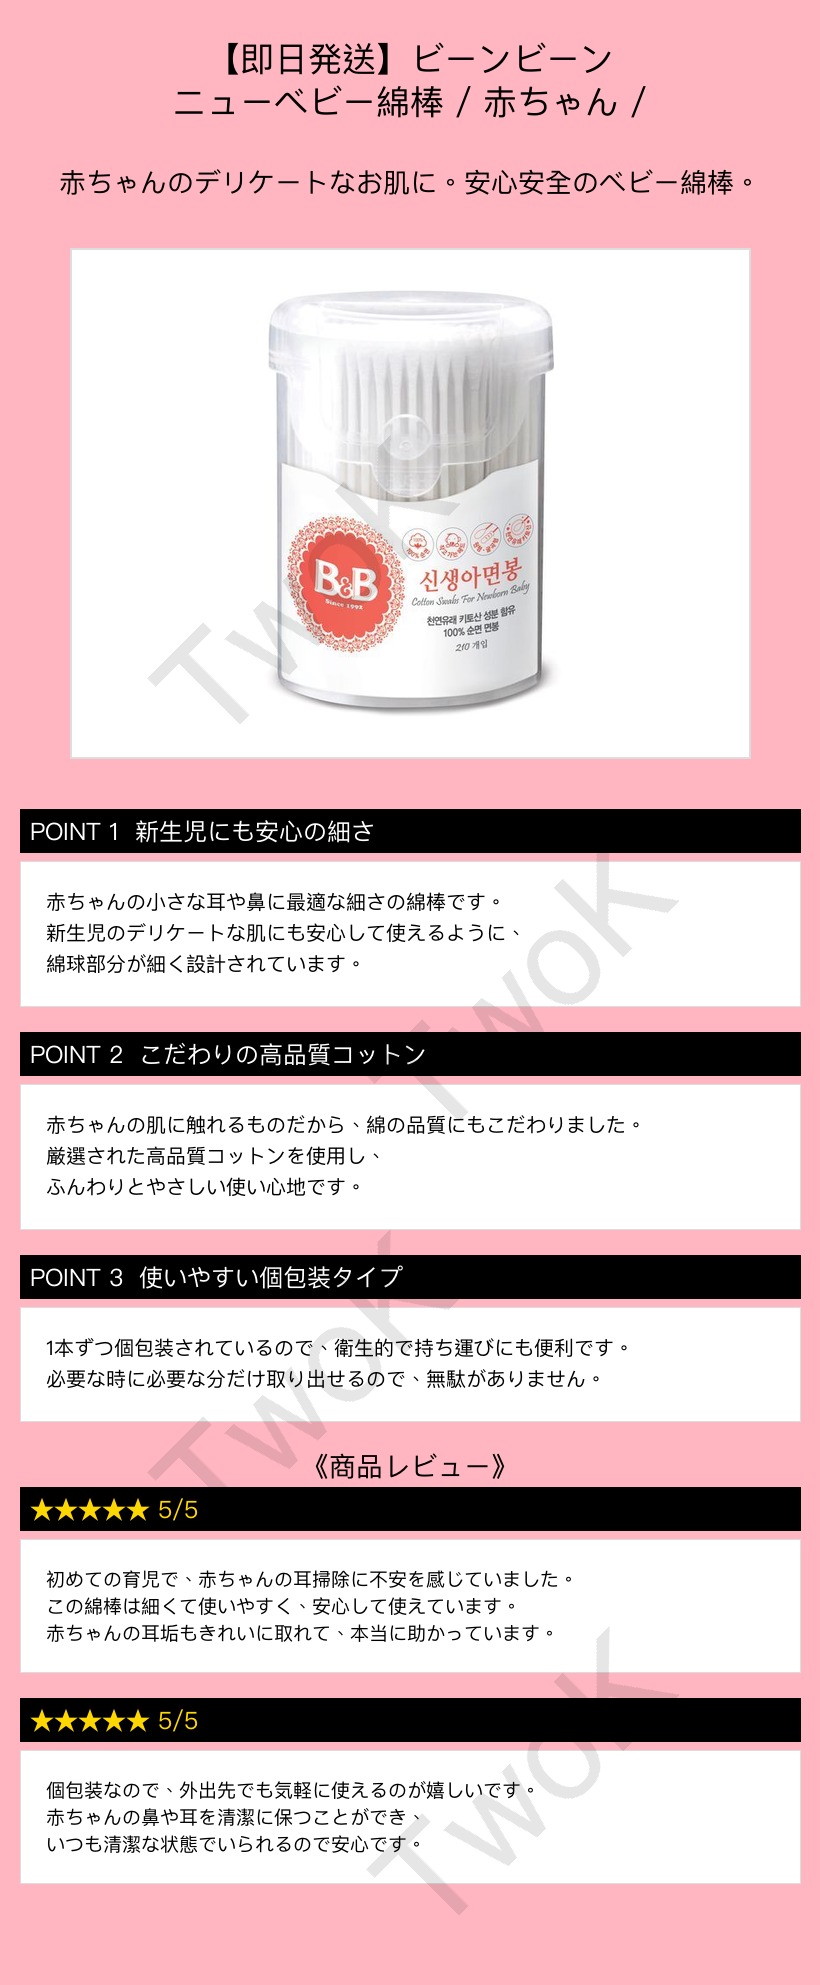 【即日発送】ビーンビーン
ニューベビー綿棒 / 赤ちゃん /
赤ちゃんのデリケートなお肌に。安心安全のベビー綿棒。
B&B
Since 1992
신생아면봉
Cotton Swabs For Newborn Baby
천연유래 키토산 성분 함유
100% 순면 면봉
210 개입
TwoK
POINT 1 新生児にも安心の細さ
赤ちゃんの小さな耳や鼻に最適な細さの綿棒です。
新生児のデリケートな肌にも安心して使えるように、
綿球部分が細く設計されています。
TwoK
POINT 2 こだわりの高品質コットン
赤ちゃんの肌に触れるものだから、綿の品質にもこだわりました。
厳選された高品質コットンを使用し、
ふんわりとやさしい使い心地です。
POINT 3 使いやすい個包装タイプ
1本ずつ個包装されているので、衛生的で持ち運びにも便利です。
必要な時に必要な分だけ取り出せるので、無駄がありません。
TwoK
《商品レビュー》
★★★★★ 5/5
初めての育児で、赤ちゃんの耳掃除に不安を感じていました。
この綿棒は細くて使いやすく、安心して使えています。
赤ちゃんの耳垢もきれいに取れて、本当に助かっています。
★★★★★ 5/5
個包装なので、外出先でも気軽に使えるのが嬉しいです。
赤ちゃんの鼻や耳を清潔に保つことができ、
いつも清潔な状態でいられるので安心です。
TwoK